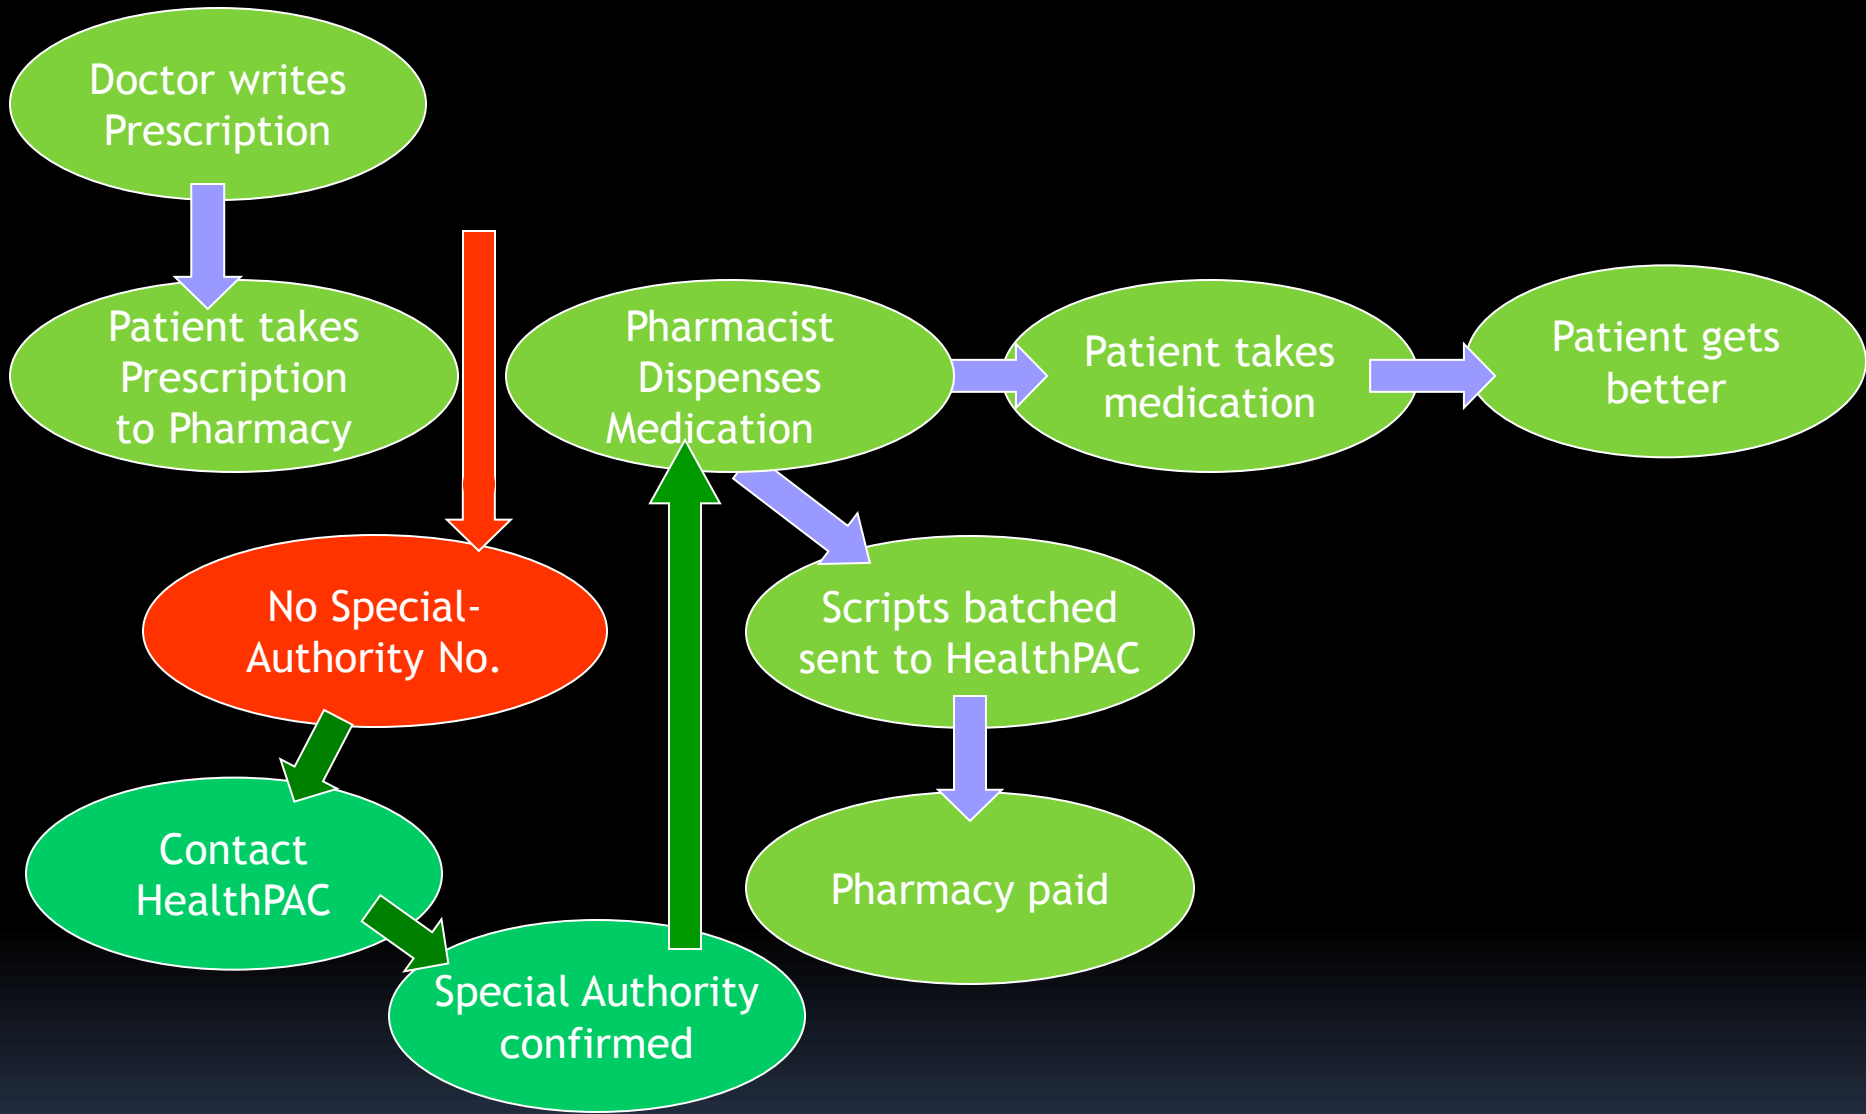 Doctor writes
Prescription
Patient takes
Prescription
to Pharmacy
Pharmacist
Dispenses
Medication
Patient takes
medication
Patient gets
better
No Special-
Authority No.
Scripts batched
sent to HealthPAC
Contact
HealthPAC
Pharmacy paid
Special Authority
confirmed